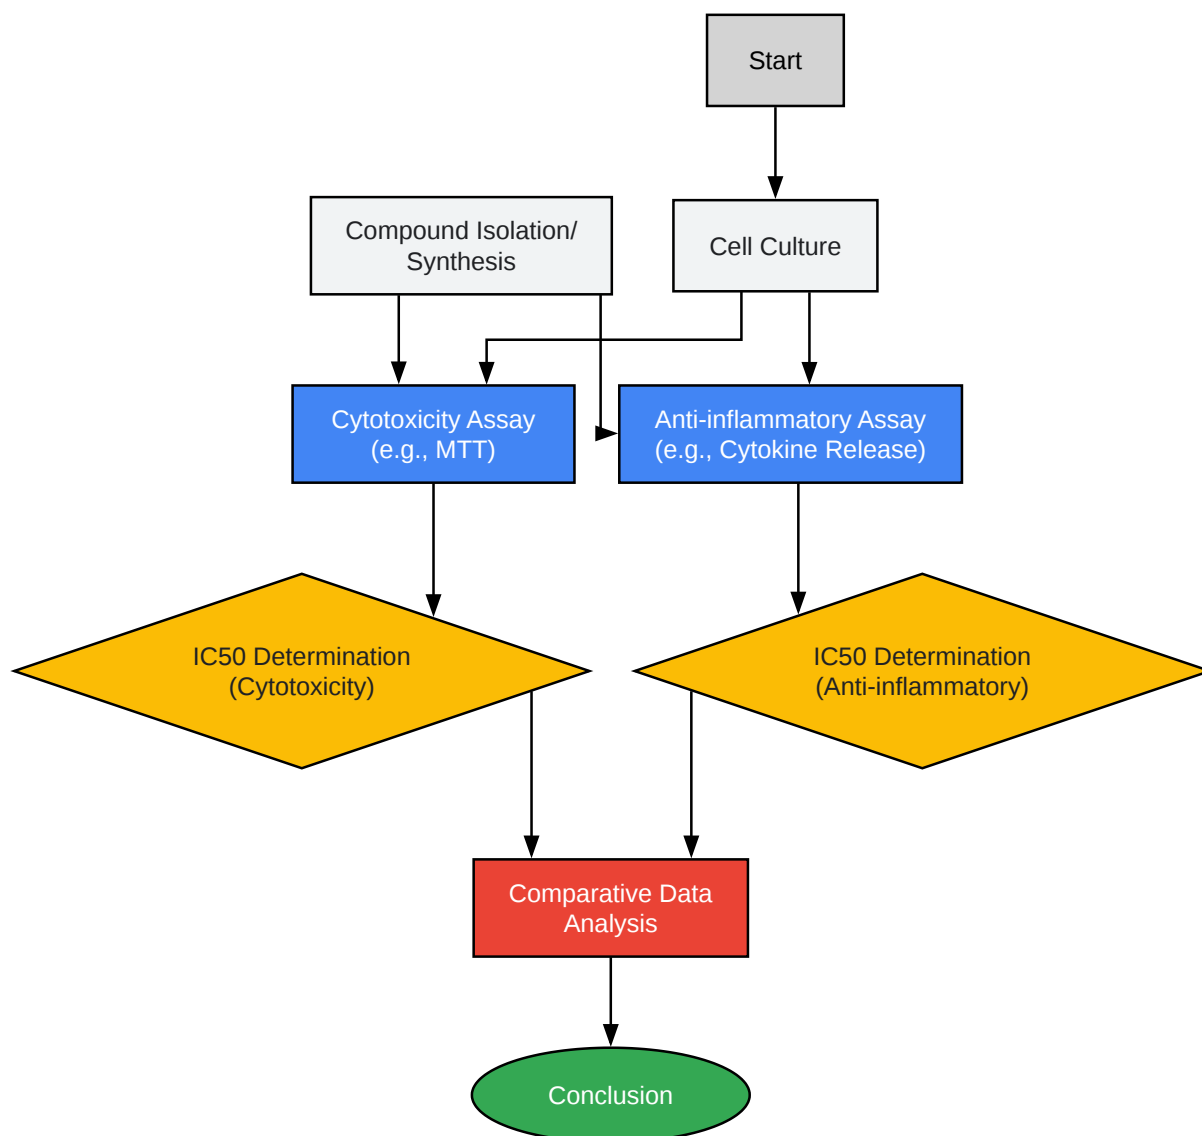 Start
Compound Isolation/
Synthesis
Cell Culture
Cytotoxicity Assay
(e.g., MTT)
Anti-inflammatory Assay
(e.g., Cytokine Release)
IC50 Determination
(Cytotoxicity)
IC50 Determination
(Anti-inflammatory)
Comparative Data
Analysis
Conclusion